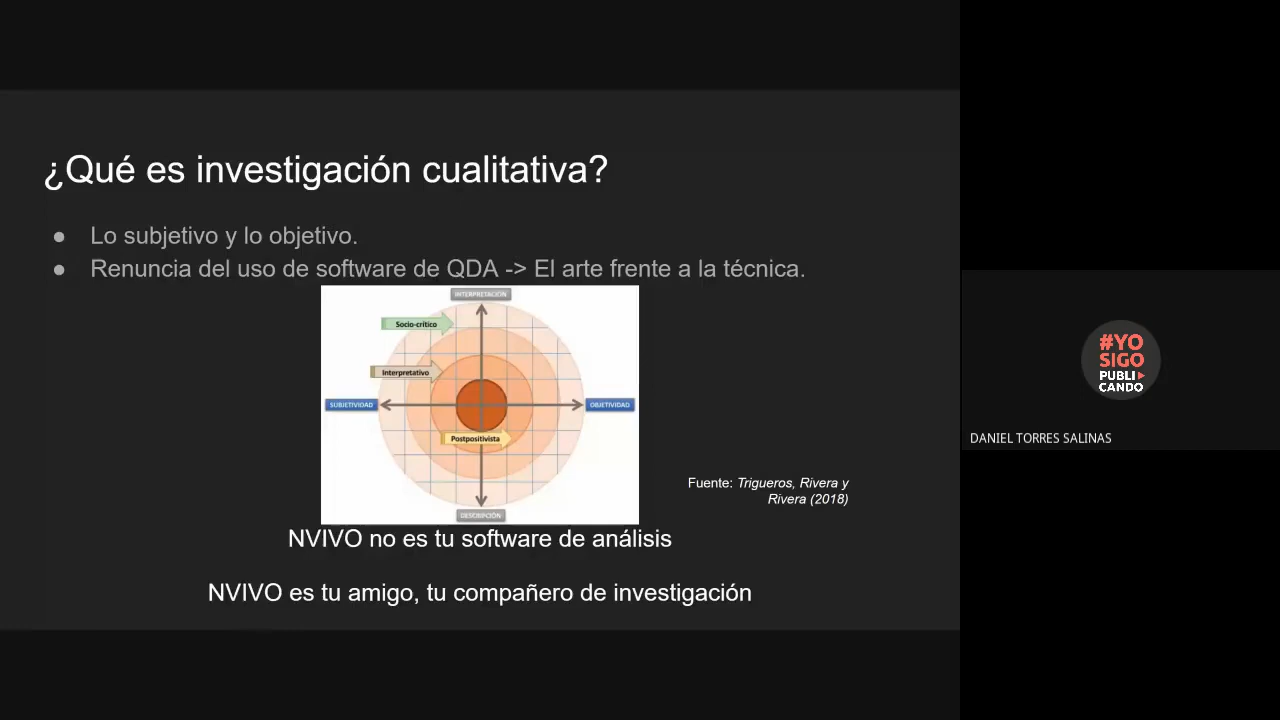 ¿Qué es investigación cualitativa?
● Lo subjetivo y lo objetivo.
● Renuncia del uso de software de QDA -> El arte frente a la técnica.
INTERPRETACIÓN
Socio-crítico
Interpretativo
SUBJETIVIDAD
OBJETIVIDAD
Postpositivista
DESCRIPCIÓN
Fuente: Trigueros, Rivera y
Rivera (2018)
NVIVO no es tu software de análisis
NVIVO es tu amigo, tu compañero de investigación
#YO
SIGO
PUBLI
CANDO
DANIEL TORRES SALINAS